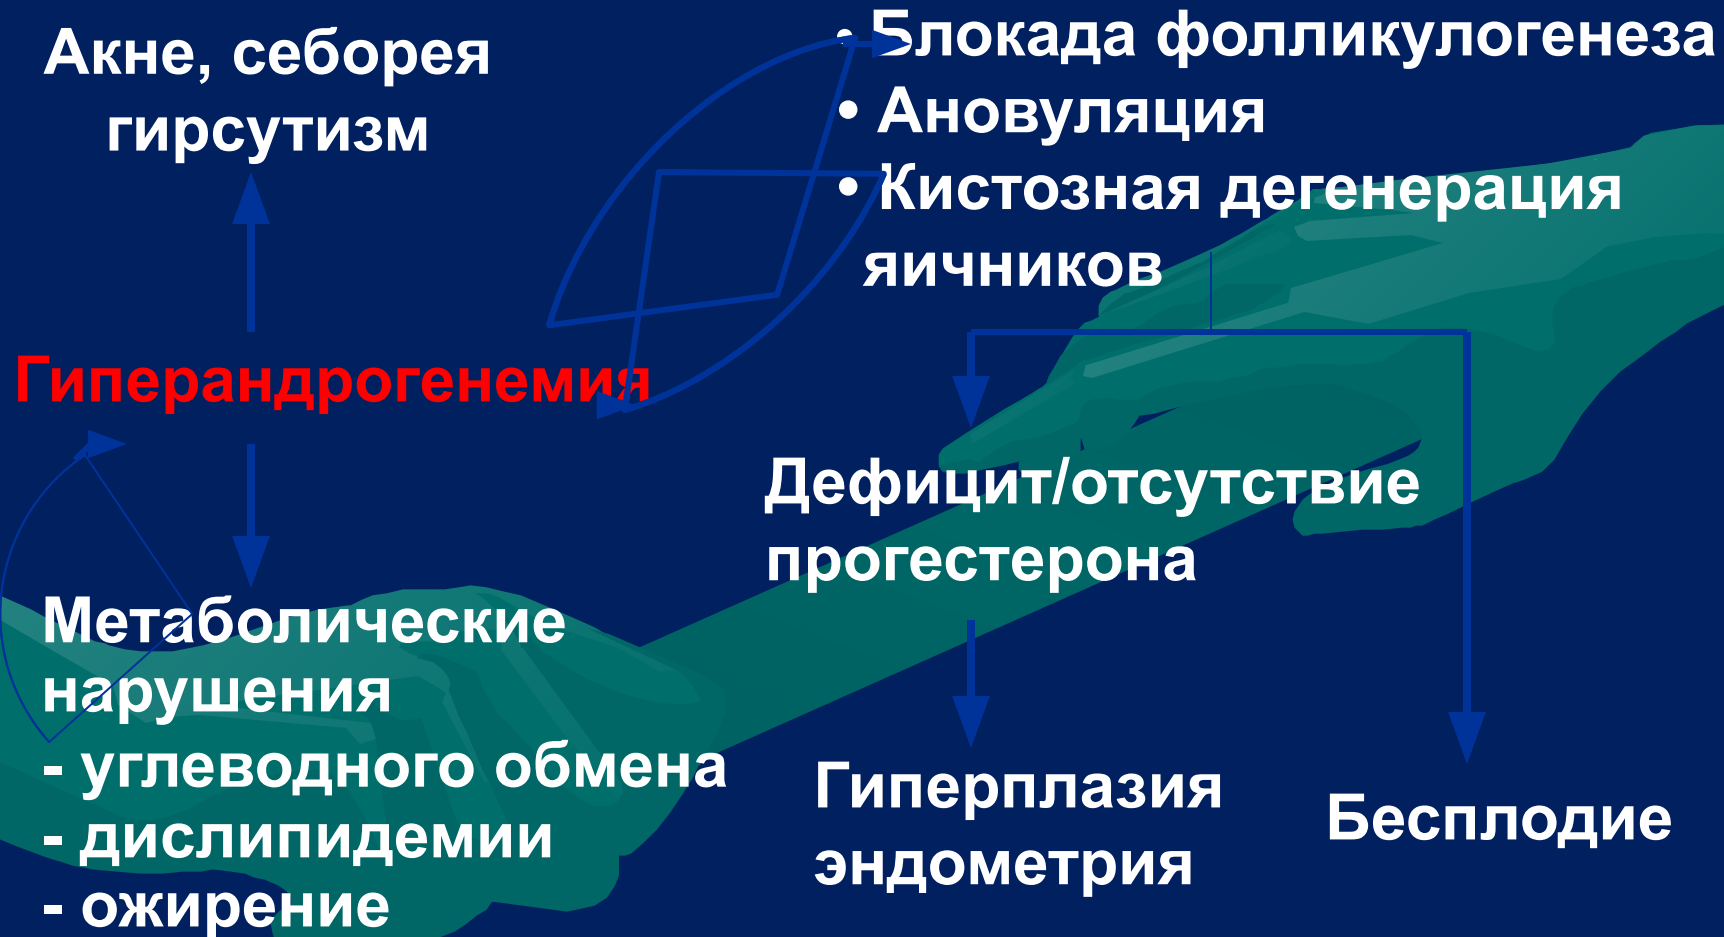 Акне, себорея
гирсутизм
• Блокада фолликулогенеза
• Ановуляция
• Кистозная дегенерация
яичников
Гиперандрогенемия
Дефицит/отсутствие
прогестерона
Метаболические
нарушения
- углеводного обмена
- дислипидемии
- ожирение
Гиперплазия
эндометрия
Бесплодие